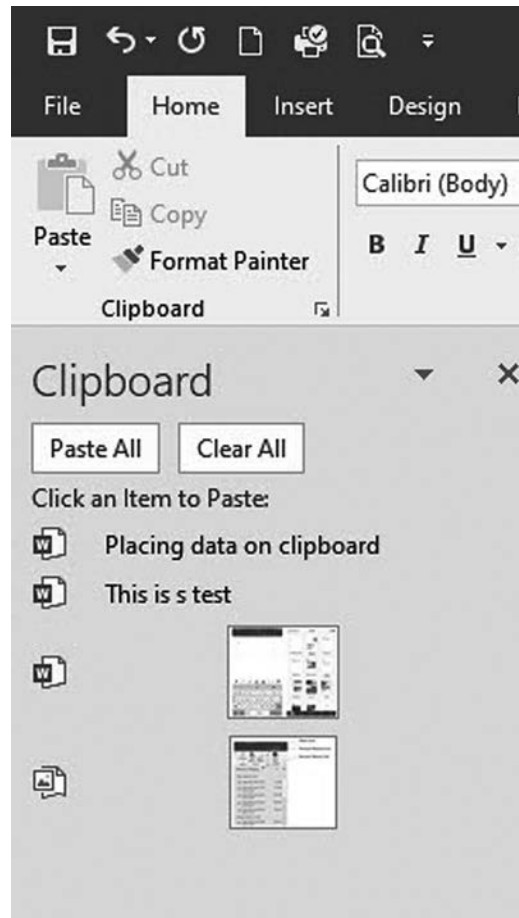 File Home Insert Design
Cut
Calibri (Body)
Copy
Paste
B I U
Format Painter
Clipboard
Clipboard
Paste All Clear All
Click an Item to Paste:
Placing data on clipboard
This is s test